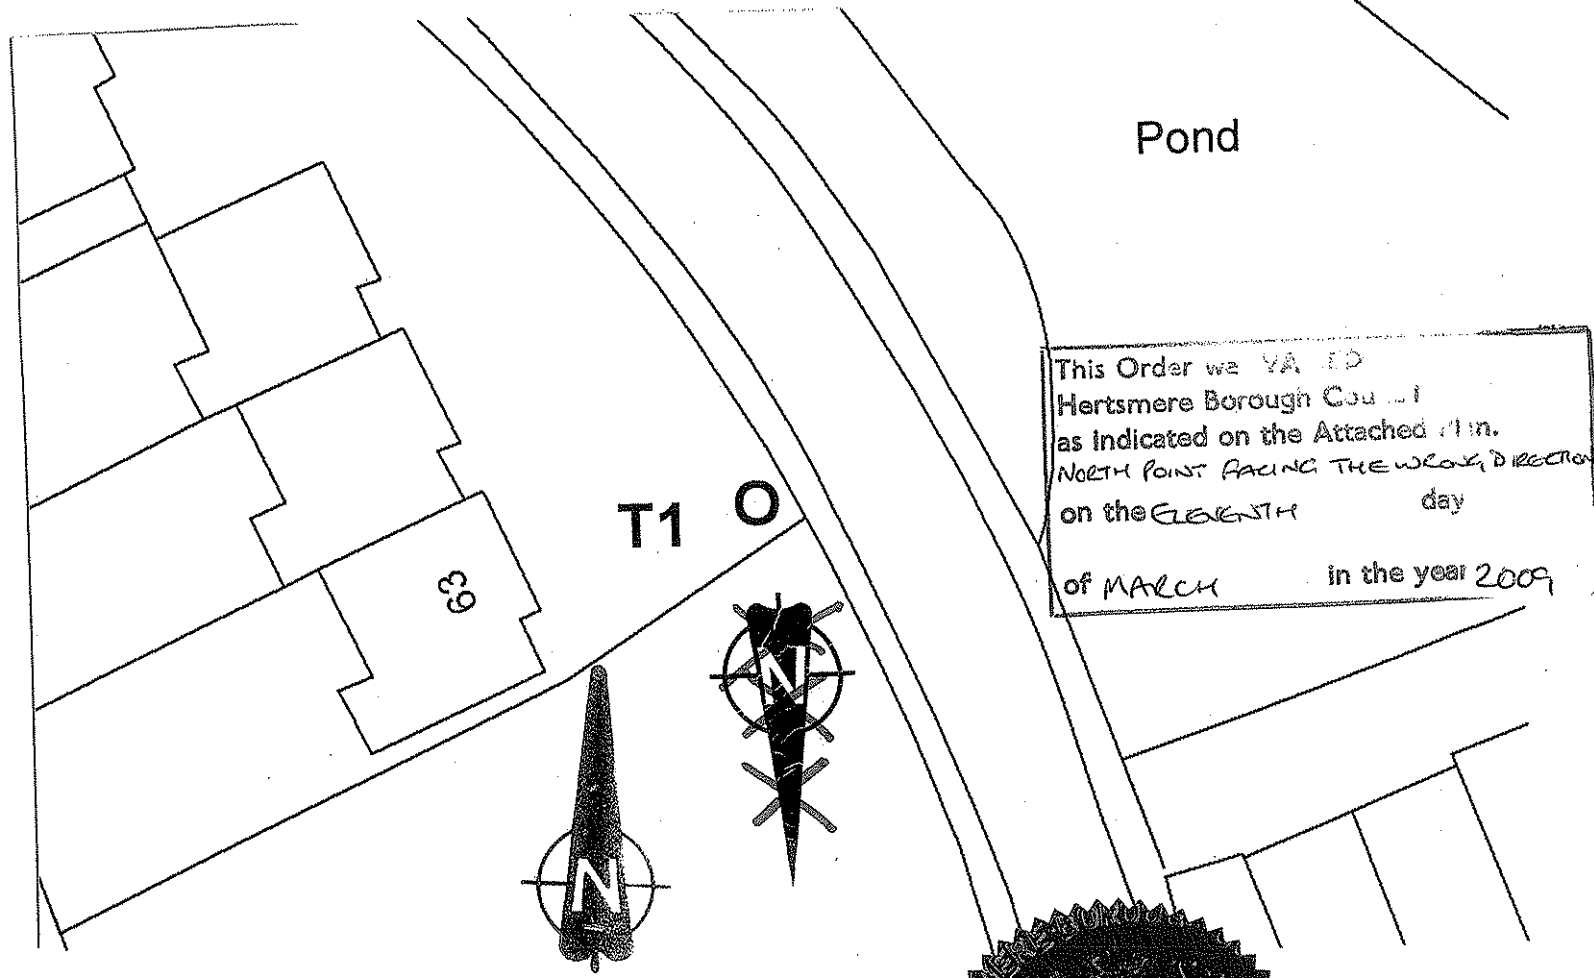 Pond
This Order
Hertsmere Borough
as indicated on the Attached
NORTH POINT FACING THE WRONG DIRECTION
on the ELEVENTH day
of MARCH in the year 2009
T1 O
63
N
N